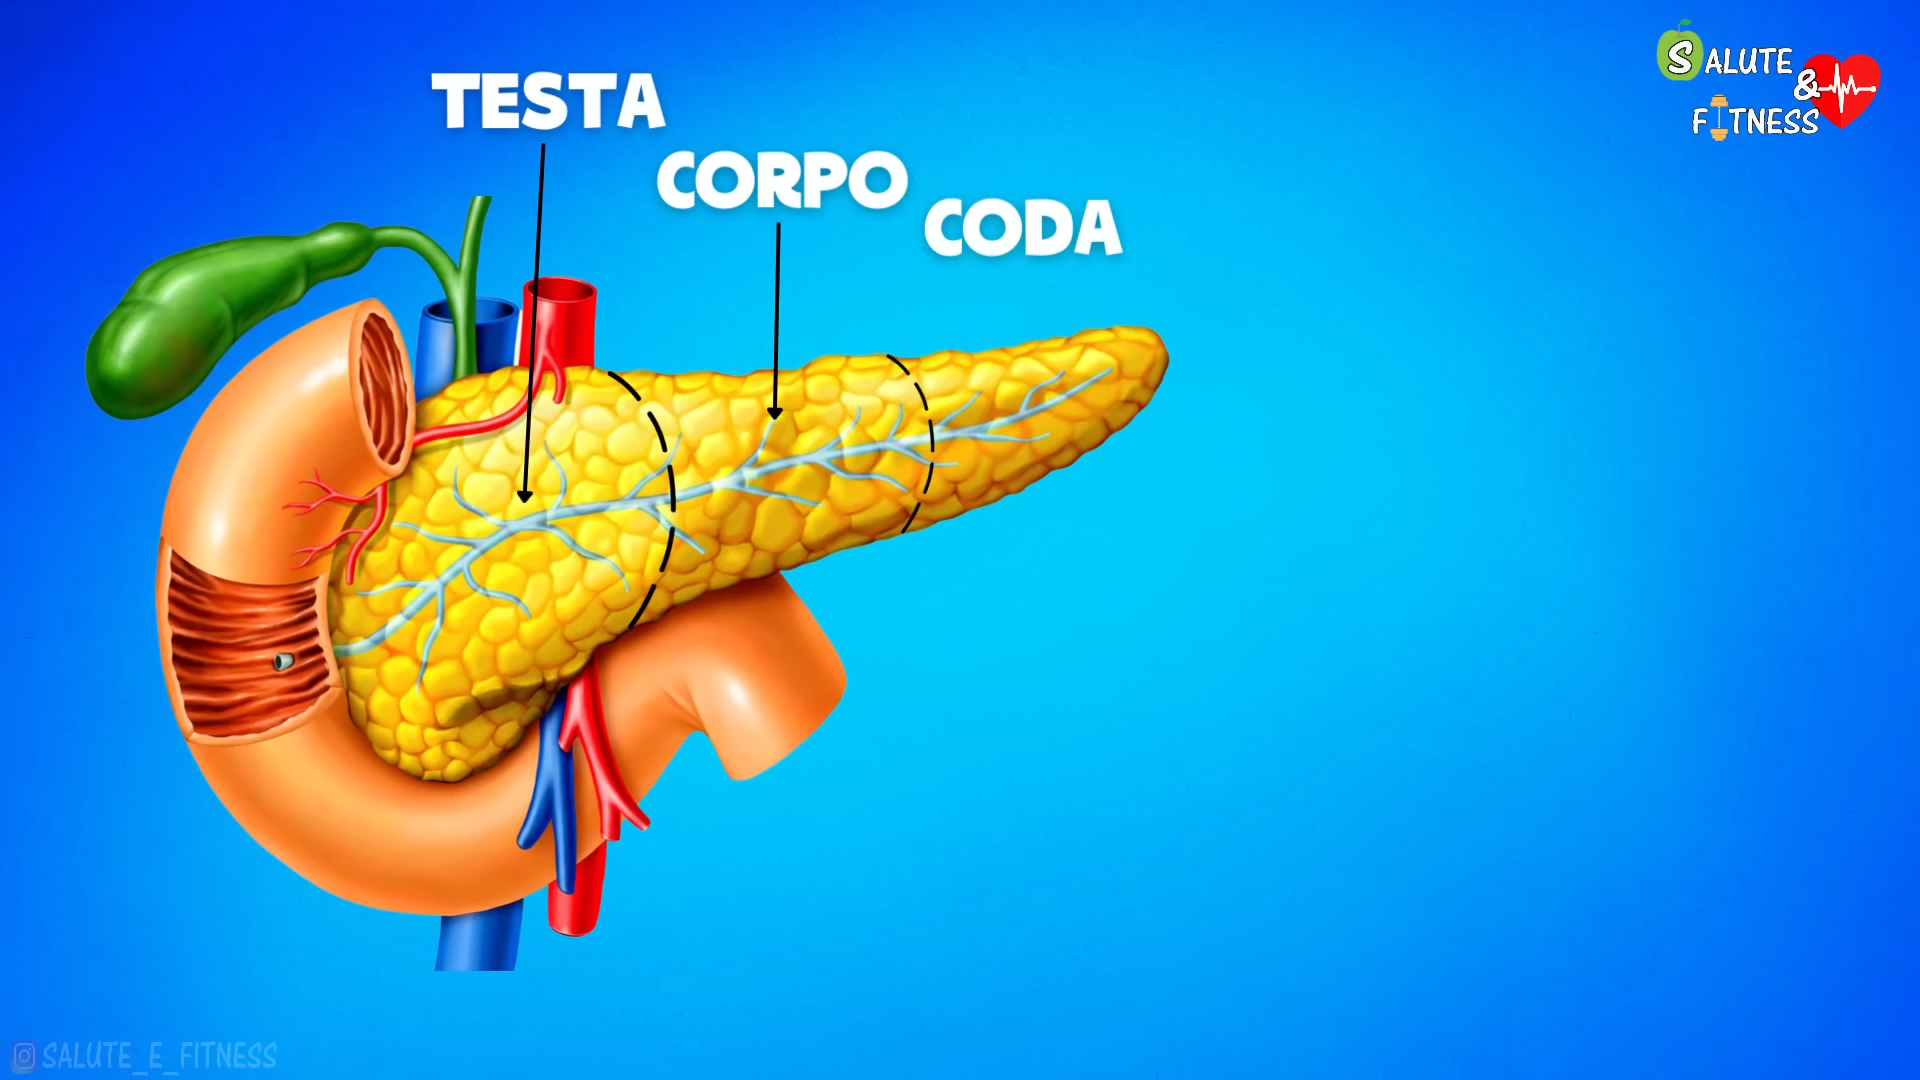 TESTA
CORPO
CODA
SALUTE
&
FITNESS
SALUTE_E_FITNESS